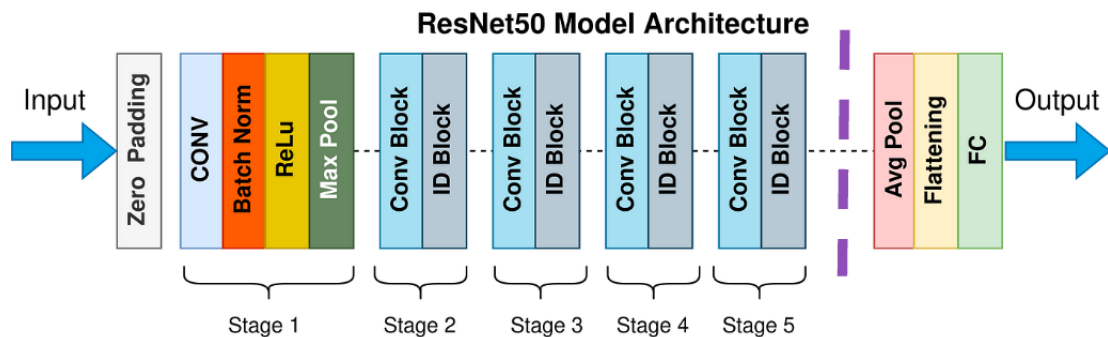 ResNet50 Model Architecture
Input
Zero Padding
CONV
Batch Norm
ReLu
Max Pool
Conv Block
ID Block
Conv Block
ID Block
Conv Block
ID Block
Conv Block
ID Block
Avg Pool
Flattening
FC
Output
Stage 1
Stage 2
Stage 3
Stage 4
Stage 5